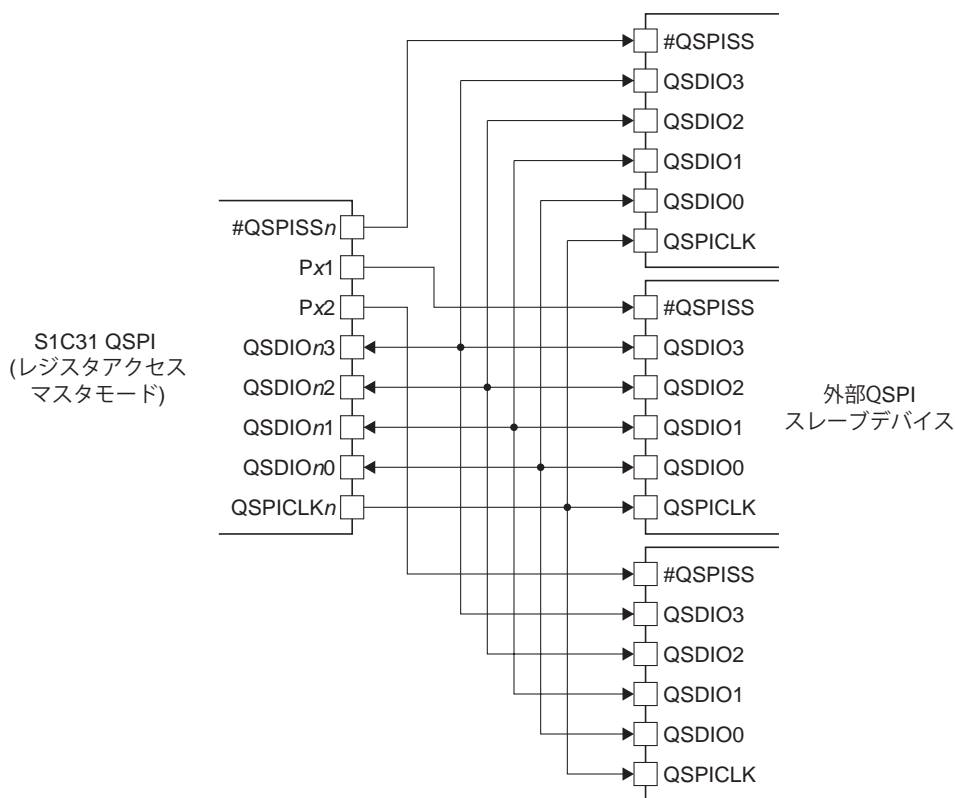 S1C31 QSPI
(レジスタアクセス
マスタモード)
#QSPISSn
Px1
Px2
QSDIOn3
QSDIOn2
QSDIOn1
QSDIOn0
QSPICLKn
#QSPISS
QSDIO3
QSDIO2
QSDIO1
QSDIO0
QSPICLK
#QSPISS
QSDIO3
QSDIO2
QSDIO1
QSDIO0
QSPICLK
#QSPISS
QSDIO3
QSDIO2
QSDIO1
QSDIO0
QSPICLK
外部QSPI
スレーブデバイス